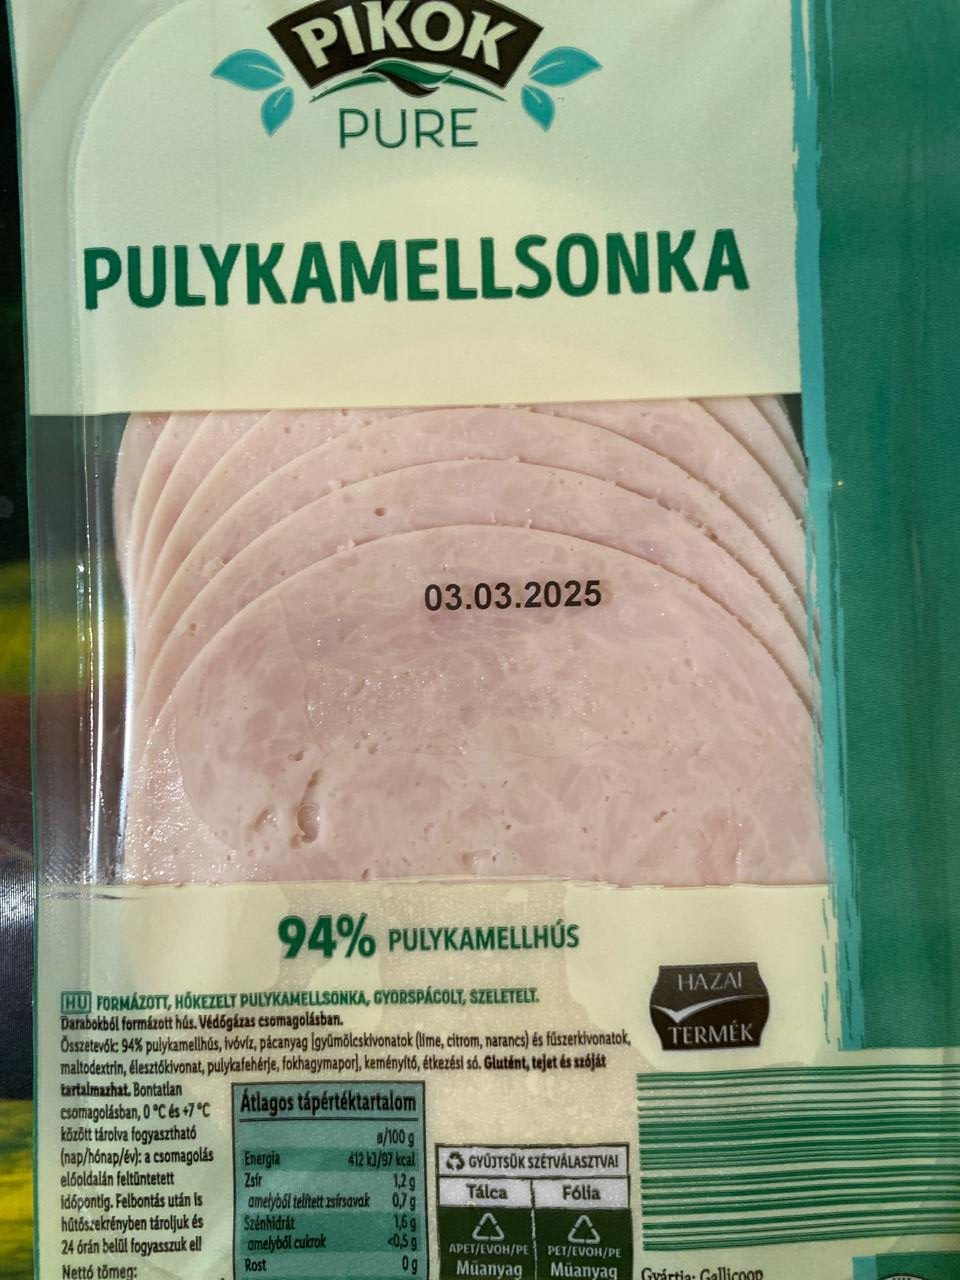 PIKOK
PURE
PULYKAMELLSONKA
03.03.2025
94% PULYKAMELLHÚS
HU FORMÁZOTT, HŐKEZELT PULYKAMELLSONKA, GYORSPÁCOLT, SZELETELT.
Darabokból formázott hús. Védőgázas csomagolásban.
Összetevők: 94% pulykamellhús, ivóvíz, pácanyag [gyümölcskivonatok (lime, citrom, narancs) és fűszerkivonatok,
maltodextrin, élesztőkivonat, pulykafehérje, fokhagymapor], keményítő, étkezési só. Glutént, tejet és szóját
tartalmazhat. Bontatlan
csomagolásban, 0 °C és +7 °C
között tárolva fogyasztható
(nap/hónap/év): a csomagolás
előoldalán feltüntetett
időpontig. Felbontás után is
hűtőszekrényben tároljuk és
24 órán belül fogyasszuk el!
Nettó tömeg:
Átlagos tápértéktartalom
a/100 g
Energia 412 kJ/97 kcal
Zsír 1,2 g
amelyből telített zsírsavak 0,7 g
Szénhidrát 1,6 g
amelyből cukrok <0,5 g
Rost 0 g
GYŰJTSÜK SZÉTVÁLASZTVA!
Tálca Fólia
APET/EVOH/PE PET/EVOH/PE
Műanyag Műanyag
HAZAI
TERMÉK
Gyártja: Gallicoop